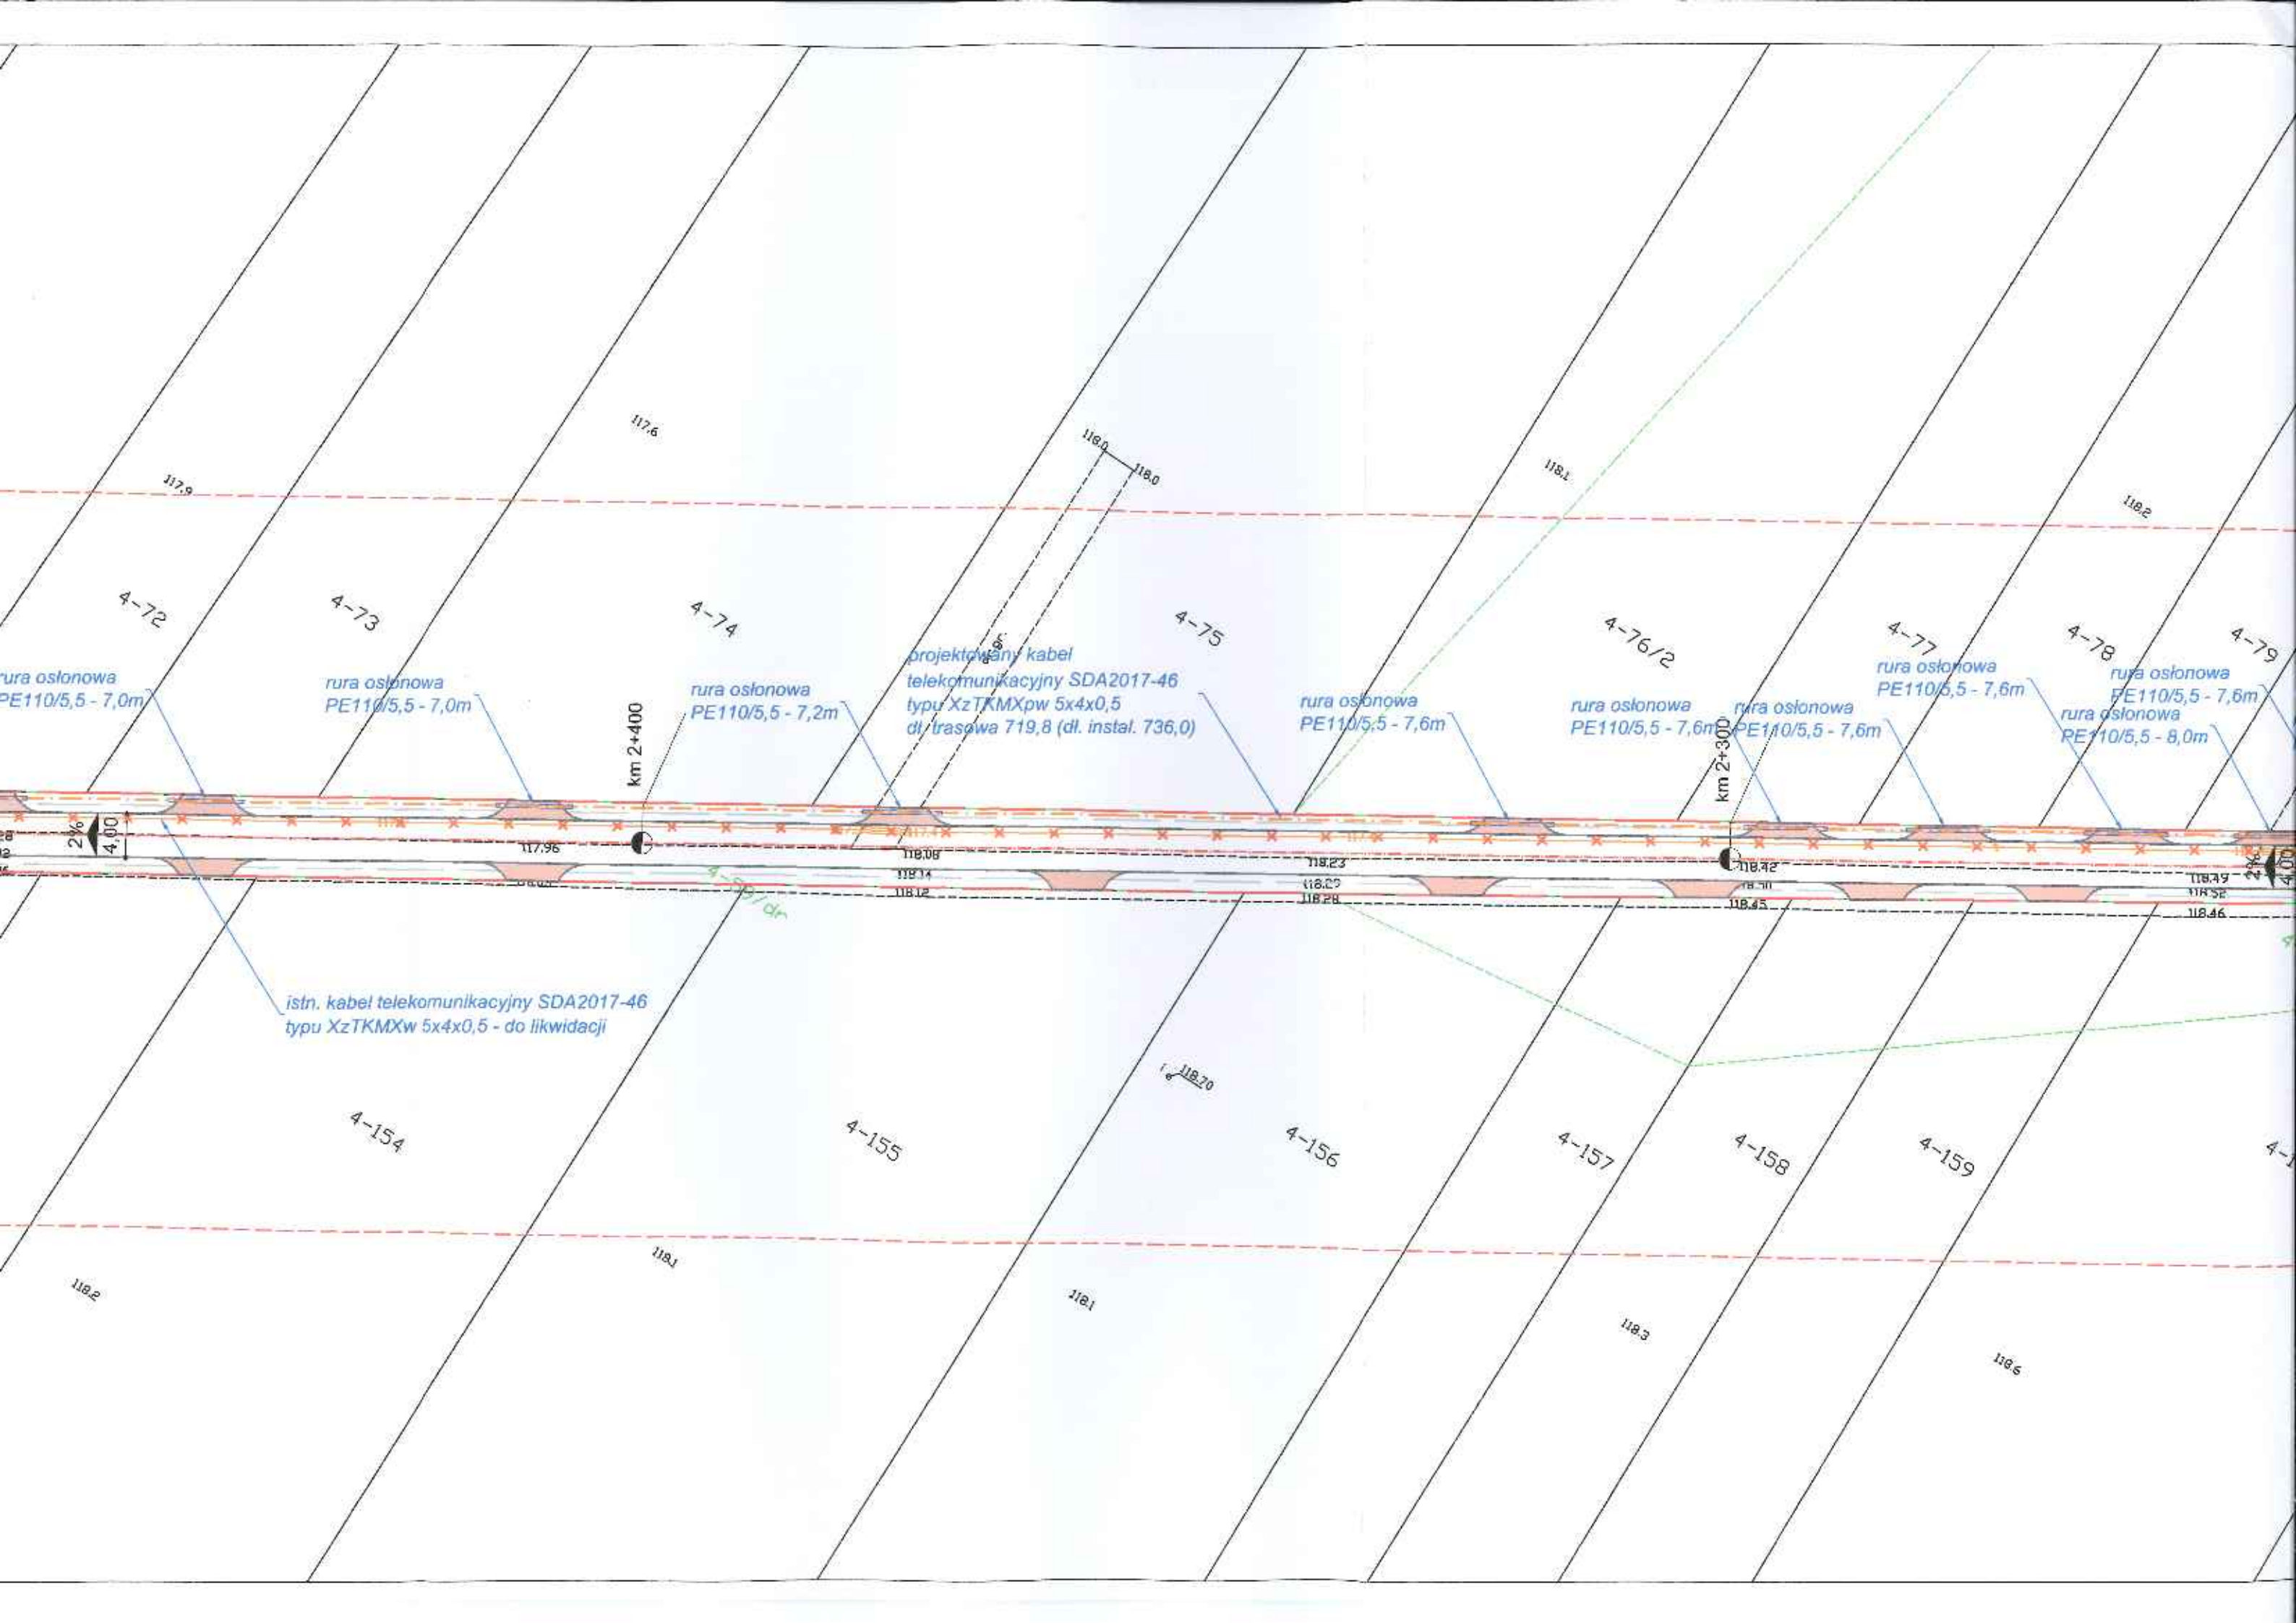 117.6
118.0
118.0
117.9
118.1
118.2
4-72
4-73
4-74
4-75
4-76/2
4-77
4-78
4-79
rura osłonowa
PE110/5,5 - 7,0m
rura osłonowa
PE110/5,5 - 7,0m
km 2+400
rura osłonowa
PE110/5,5 - 7,2m
projektowany kabel
telekomunikacyjny SDA2017-46
typu XzTKMXpw 5x4x0,5
dł. trasowa 719,8 (dł. instal. 736,0)
rura osłonowa
PE110/5,5 - 7,6m
rura osłonowa
PE110/5,5 - 7,6m
km 2+300
rura osłonowa
PE110/5,5 - 7,6m
rura osłonowa
PE110/5,5 - 7,6m
rura osłonowa
PE110/5,5 - 7,6m
rura osłonowa
PE110/5,5 - 8,0m
2%
4,00
117.96
118.08
118.14
118.12
118.23
118.29
118.28
118.42
118.45
118.49
118.52
118.46
2%
4,00
istn. kabel telekomunikacyjny SDA2017-46
typu XzTKMXw 5x4x0,5 - do likwidacji
118.70
4-154
4-155
4-156
4-157
4-158
4-159
118.2
118.1
118.1
118.3
118.6